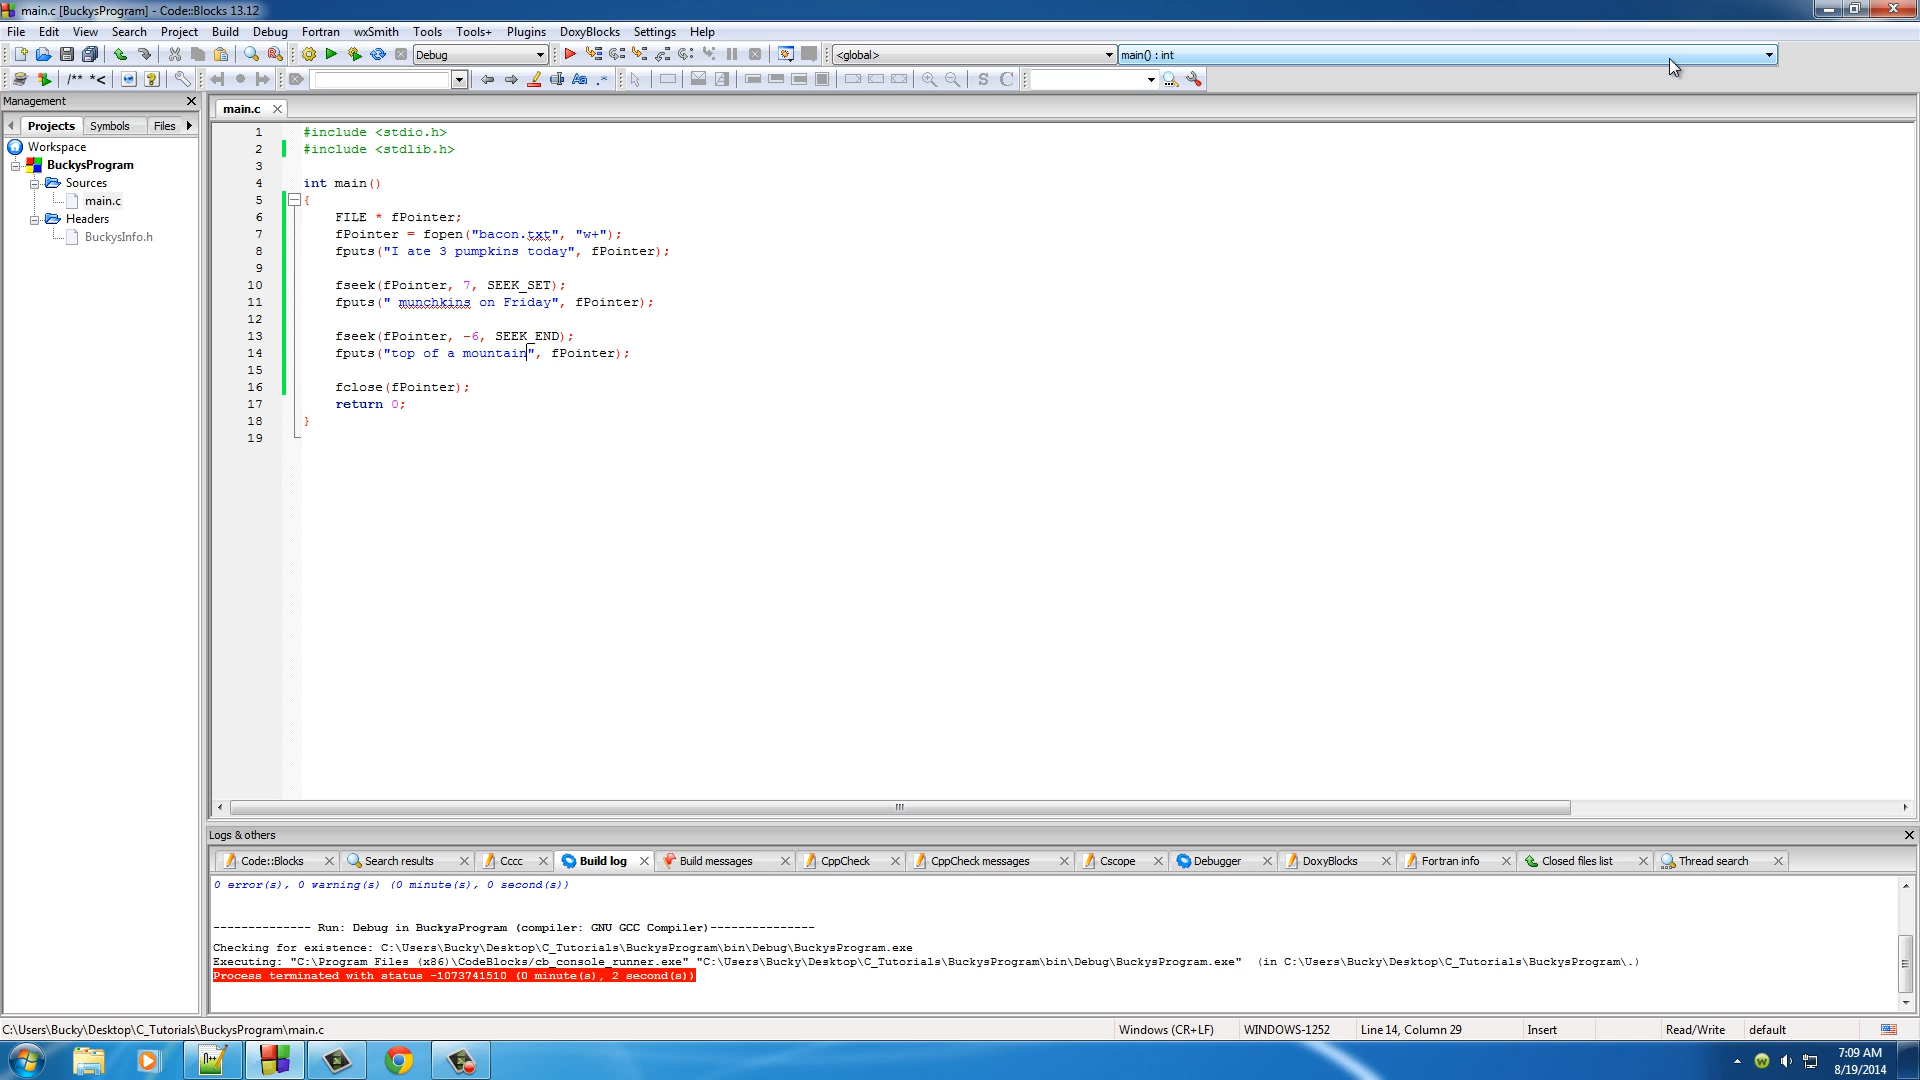 main.c [BuckysProgram] - Code::Blocks 13.12
File Edit View Search Project Build Debug Fortran wxSmith Tools Tools+ Plugins DoxyBlocks Settings Help
Debug <global> main() : int
/** *< Aa .* S C
Management
main.c
Projects Symbols Files
Workspace
BuckysProgram
Sources
main.c
Headers
BuckysInfo.h
1 #include <stdio.h>
2 #include <stdlib.h>
3
4 int main()
5 {
6 FILE * fPointer;
7 fPointer = fopen("bacon.txt", "w+");
8 fputs("I ate 3 pumpkins today", fPointer);
9
10 fseek(fPointer, 7, SEEK_SET);
11 fputs(" munchkins on Friday", fPointer);
12
13 fseek(fPointer, -6, SEEK_END);
14 fputs("top of a mountain", fPointer);
15
16 fclose(fPointer);
17 return 0;
18 }
19
Logs & others
Code::Blocks Search results Cccc Build log Build messages CppCheck CppCheck messages Cscope Debugger DoxyBlocks Fortran info Closed files list Thread search
0 error(s), 0 warning(s) (0 minute(s), 0 second(s))
-------------- Run: Debug in BuckysProgram (compiler: GNU GCC Compiler)---------------
Checking for existence: C:\Users\Bucky\Desktop\C_Tutorials\BuckysProgram\bin\Debug\BuckysProgram.exe
Executing: "C:\Program Files (x86)\CodeBlocks/cb_console_runner.exe" "C:\Users\Bucky\Desktop\C_Tutorials\BuckysProgram\bin\Debug\BuckysProgram.exe" (in C:\Users\Bucky\Desktop\C_Tutorials\BuckysProgram\.)
Process terminated with status -1073741510 (0 minute(s), 2 second(s))
C:\Users\Bucky\Desktop\C_Tutorials\BuckysProgram\main.c Windows (CR+LF) WINDOWS-1252 Line 14, Column 29 Insert Read/Write default
7:09 AM
8/19/2014